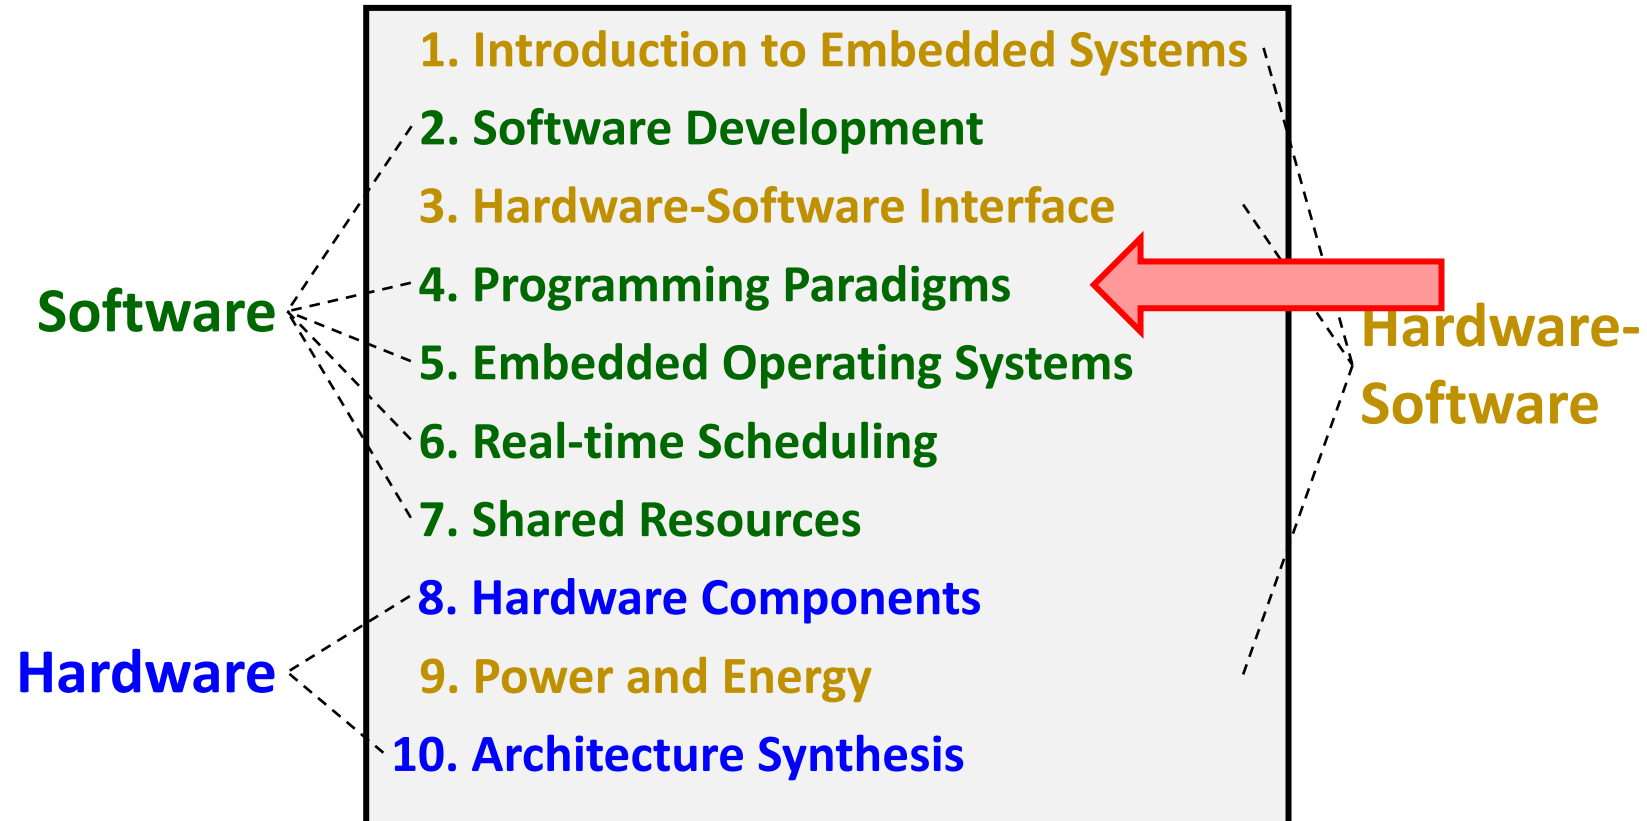 1. Introduction to Embedded Systems
2. Software Development
3. Hardware-Software Interface
4. Programming Paradigms
5. Embedded Operating Systems
6. Real-time Scheduling
7. Shared Resources
8. Hardware Components
9. Power and Energy
10. Architecture Synthesis
Software
Hardware
Hardware-
Software